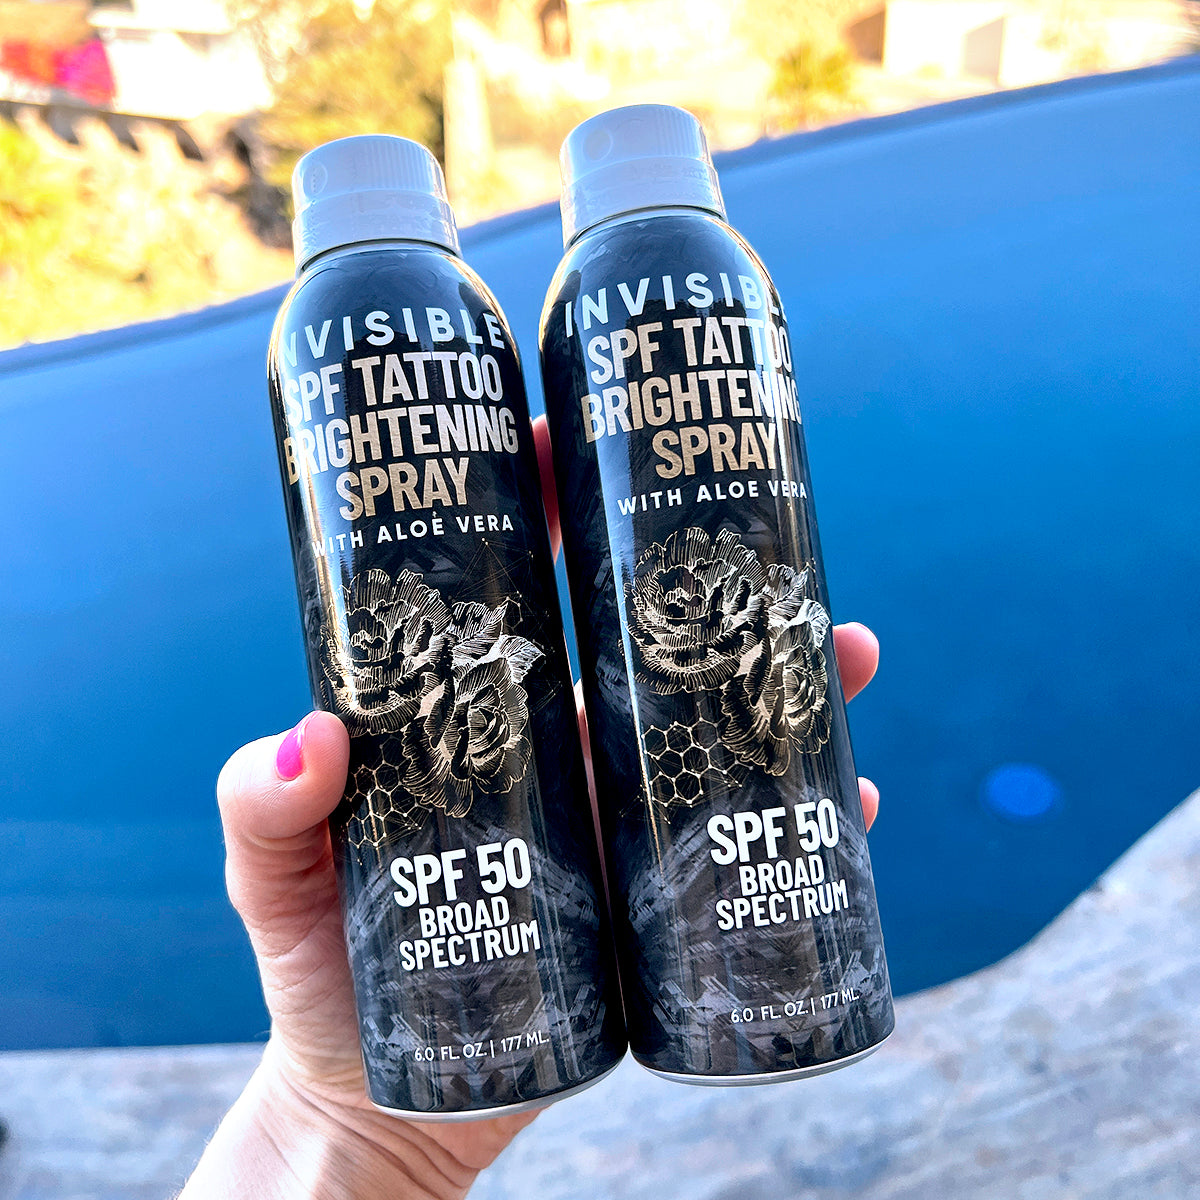 INVISIBLE
SPF TATTOO
BRIGHTENING
SPRAY
WITH ALOE VERA
SPF 50
BROAD
SPECTRUM
6.0 FL. OZ. | 177 ML.
INVISIBLE
SPF TATTOO
BRIGHTENING
SPRAY
WITH ALOE VERA
SPF 50
BROAD
SPECTRUM
6.0 FL. OZ. | 177 ML.